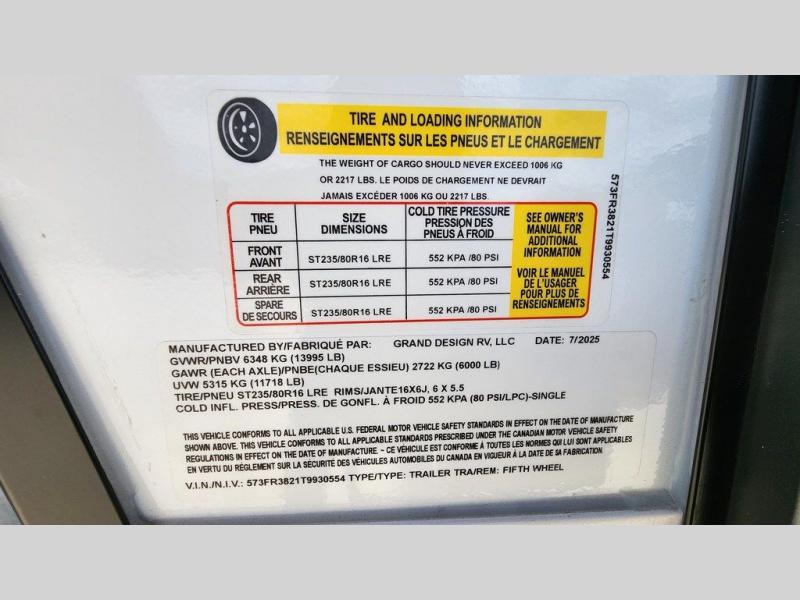 TIRE AND LOADING INFORMATION
RENSEIGNEMENTS SUR LES PNEUS ET LE CHARGEMENT
THE WEIGHT OF CARGO SHOULD NEVER EXCEED 1006 KG
OR 2217 LBS. LE POIDS DE CHARGEMENT NE DEVRAIT
JAMAIS EXCÉDER 1006 KG OU 2217 LBS.
573FR3821T9930554
TIRE PNEU
SIZE DIMENSIONS
COLD TIRE PRESSURE PRESSION DES PNEUS À FROID
FRONT AVANT ST235/80R16 LRE 552 KPA /80 PSI
REAR ARRIÈRE ST235/80R16 LRE 552 KPA /80 PSI
SPARE DE SECOURS ST235/80R16 LRE 552 KPA /80 PSI
SEE OWNER'S
MANUAL FOR
ADDITIONAL
INFORMATION
VOIR LE MANUEL
DE L'USAGER
POUR PLUS DE
RENSEIGNEMENTS
MANUFACTURED BY/FABRIQUÉ PAR: GRAND DESIGN RV, LLC DATE: 7/2025
GVWR/PNBV 6348 KG (13995 LB)
GAWR (EACH AXLE)/PNBE(CHAQUE ESSIEU) 2722 KG (6000 LB)
UVW 5315 KG (11718 LB)
TIRE/PNEU ST235/80R16 LRE RIMS/JANTE16X6J, 6 X 5.5
COLD INFL. PRESS/PRESS. DE GONFL. À FROID 552 KPA (80 PSI/LPC)-SINGLE
THIS VEHICLE CONFORMS TO ALL APPLICABLE U.S. FEDERAL MOTOR VEHICLE SAFETY STANDARDS IN EFFECT ON THE DATE OF MANUFACTURE
SHOWN ABOVE. THIS VEHICLE CONFORMS TO ALL APPLICABLE STANDARDS PRESCRIBED UNDER THE CANADIAN MOTOR VEHICLE SAFETY
REGULATIONS IN EFFECT ON THE DATE OF MANUFACTURE. - CE VÉHICULE EST CONFORME À TOUTES LES NORMES QUI LUI SONT APPLICABLES
EN VERTU DU RÈGLEMENT SUR LA SÉCURITÉ DES VÉHICULES AUTOMOBILES DU CANADA EN VIGUEUR À LA DATE DE SA FABRICATION.
V.I.N./N.I.V.: 573FR3821T9930554 TYPE/TYPE: TRAILER TRA/REM: FIFTH WHEEL